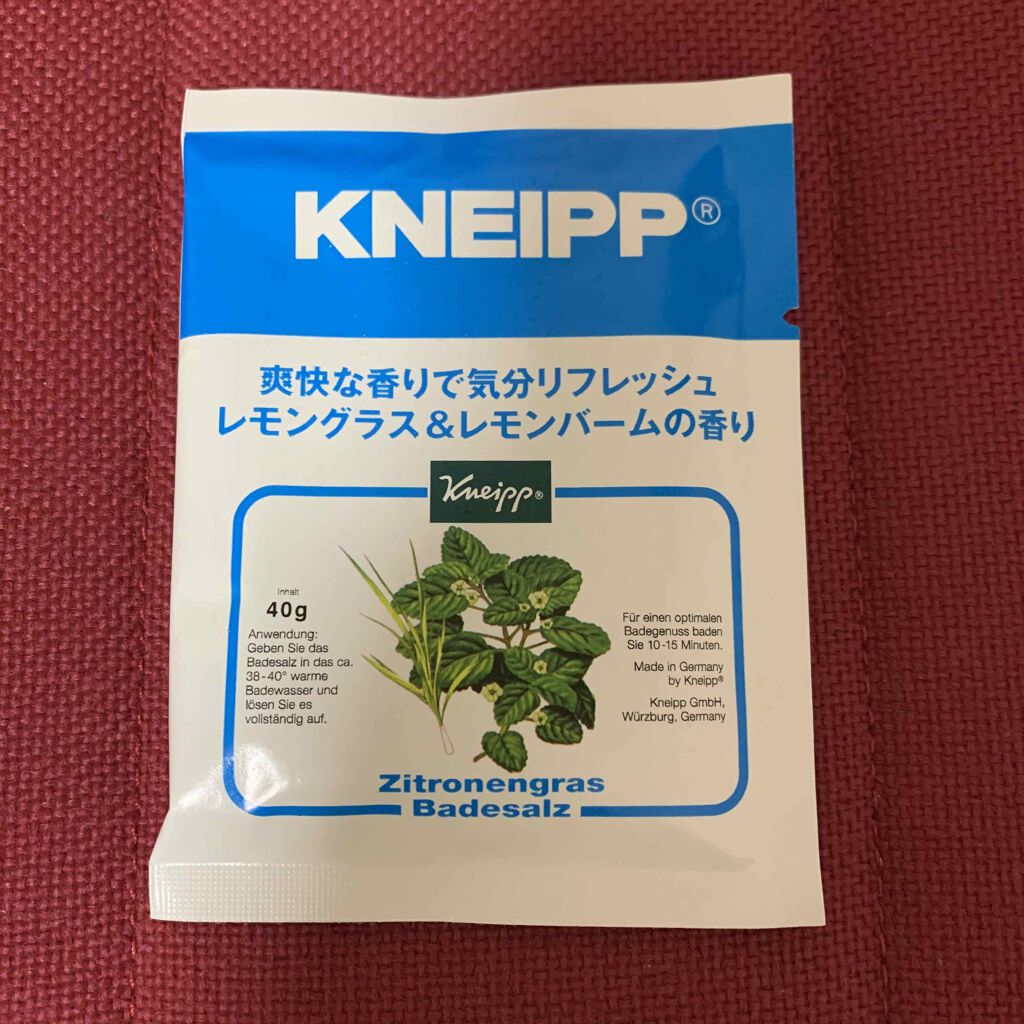 KNEIPP®
爽快な香りで気分リフレッシュ
レモングラス&レモンバームの香り
Kneipp®
Inhalt
40g
Anwendung:
Geben Sie das
Badesalz in das ca.
38-40° warme
Badewasser und
lösen Sie es
vollständig auf.
Für einen optimalen
Badegenuss baden
Sie 10-15 Minuten.
Made in Germany
by Kneipp®
Kneipp GmbH,
Würzburg, Germany
Zitronengras
Badesalz